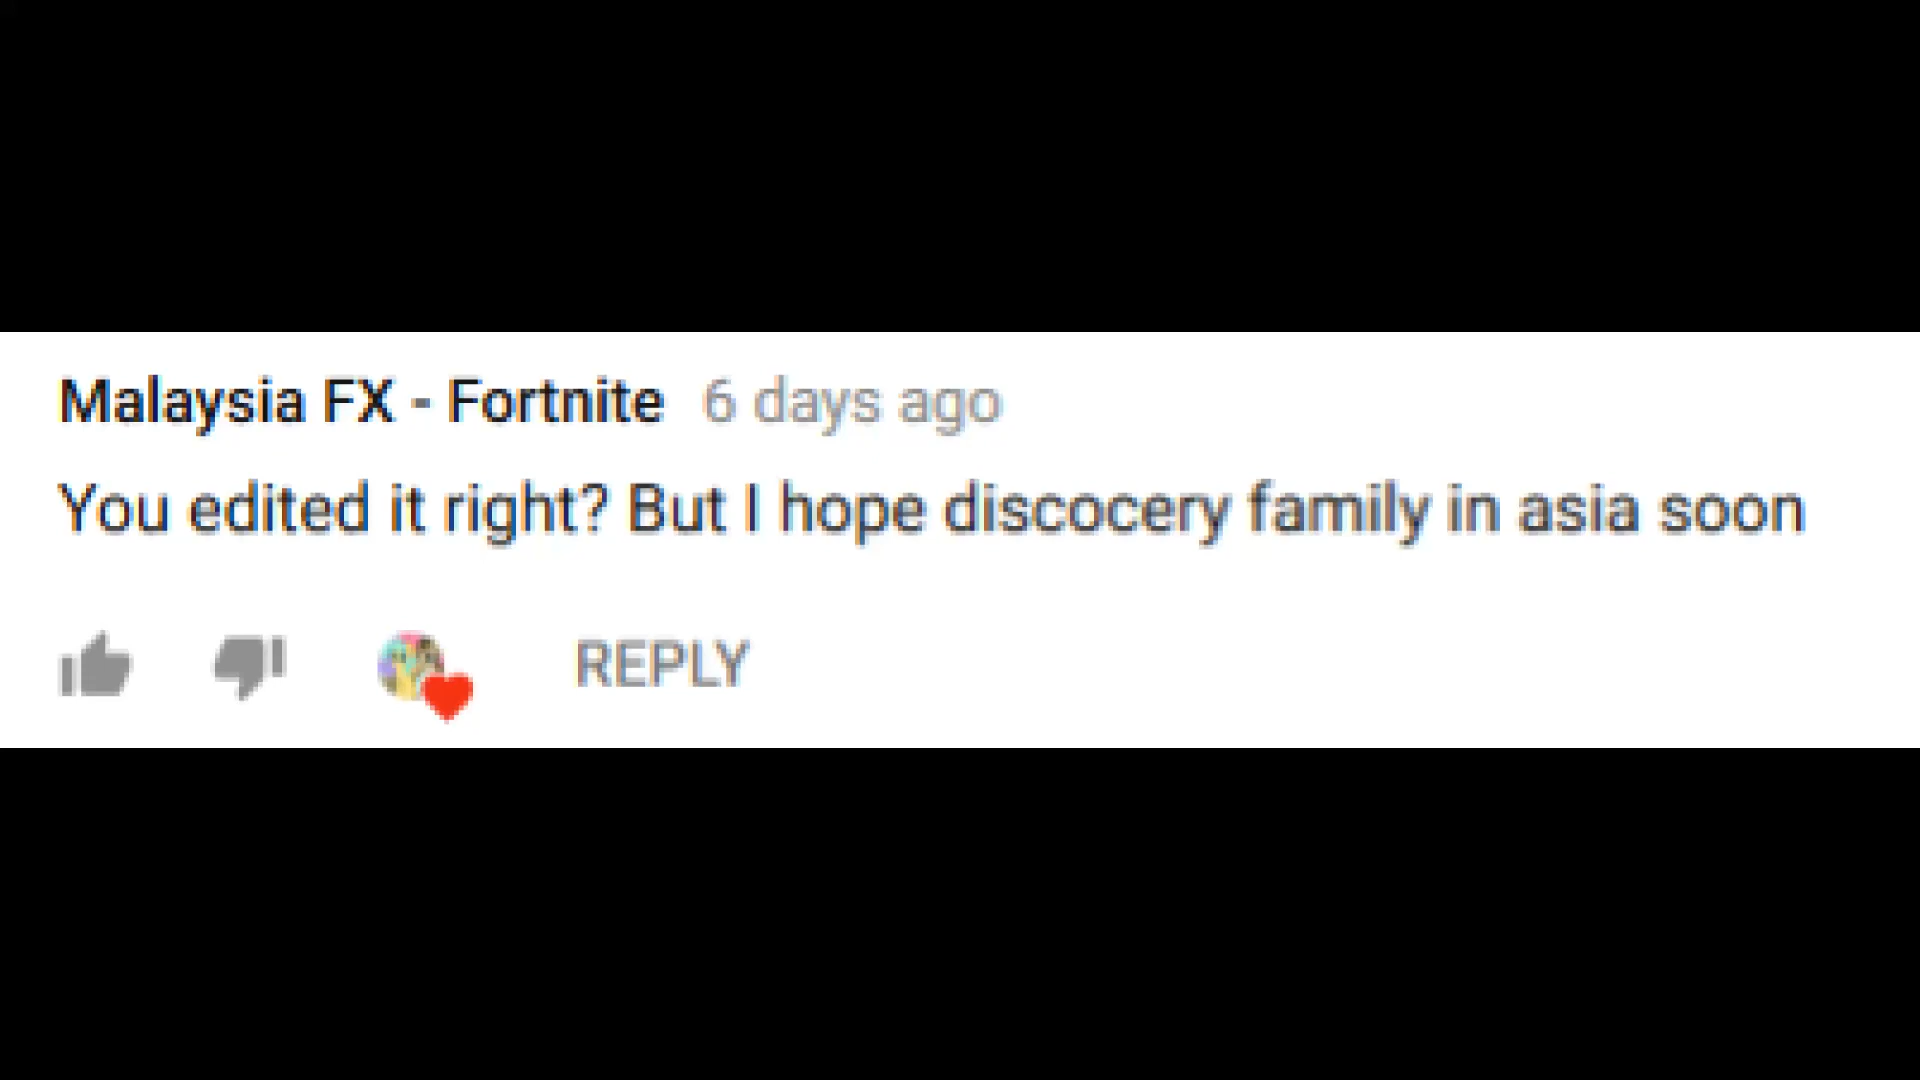 Malaysia FX - Fortnite 6 days ago
You edited it right? But I hope discocery family in asia soon
REPLY